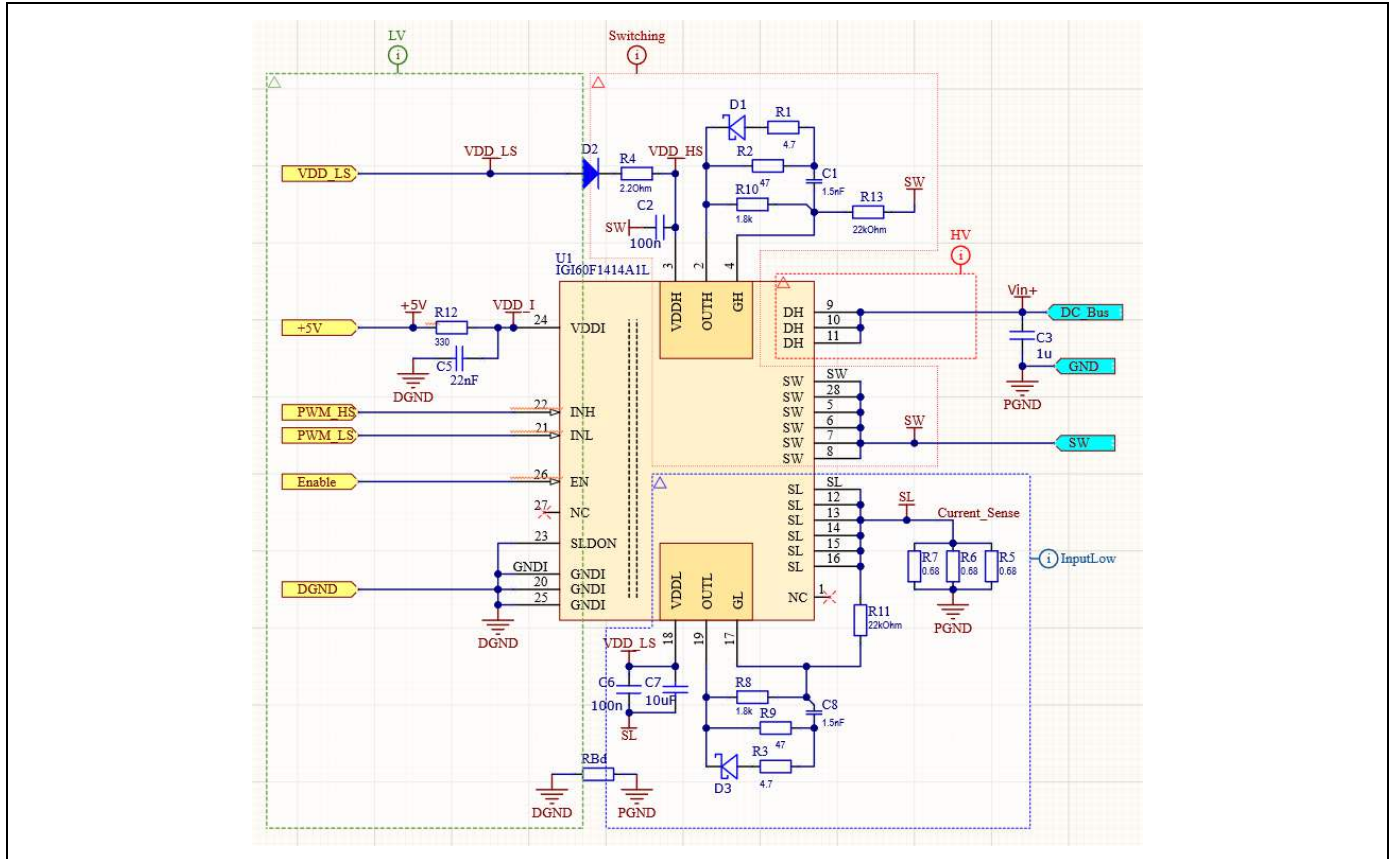 LV
Switching
D1
R1
4.7
D2
R4
2.2Ohm
VDD_LS
VDD_LS
VDD_HS
R2
47
C1
1.5nF
R10
1.8k
R13
22kOhm
SW
C2
SW
100n
HV
U1
IGI60F1414A1L
3
2
4
VDDH
OUTH
GH
+5V
+5V
R12
330
VDD_I
24
VDDI
C5
22nF
DGND
DH
9
DH
10
DH
11
Vin+
DC_Bus
C3
1u
GND
PGND
PWM_HS
22
INH
PWM_LS
21
INL
SW
SW
SW
28
SW
5
SW
6
SW
7
SW
8
SW
SW
Enable
26
EN
27
NC
23
SLDON
GNDI
GNDI
DGND
20
GNDI
25
GNDI
DGND
SL
SL
SL
12
SL
13
SL
14
SL
15
SL
16
SL
Current_Sense
R7
0.68
R6
0.68
R5
0.68
PGND
InputLow
NC
1
R11
22kOhm
VDDL
OUTL
GL
18
19
17
VDD_LS
C6
100n
C7
10uF
SL
R8
1.8k
C8
1.5nF
R9
47
R3
4.7
D3
RBd
DGND
PGND